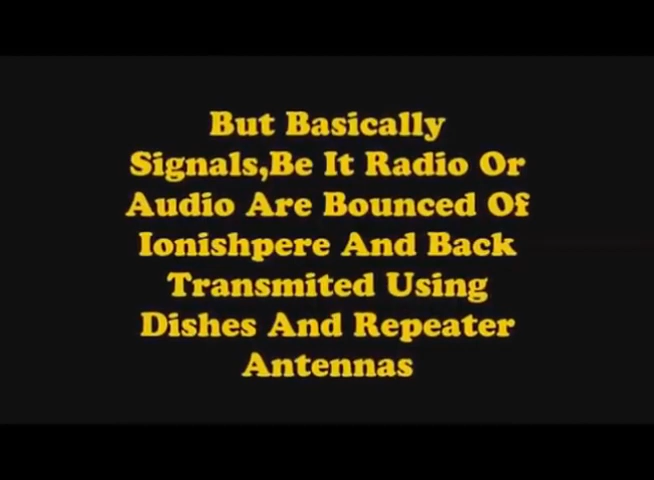 But Basically
Signals,Be It Radio Or
Audio Are Bounced Of
Ionishpere And Back
Transmited Using
Dishes And Repeater
Antennas